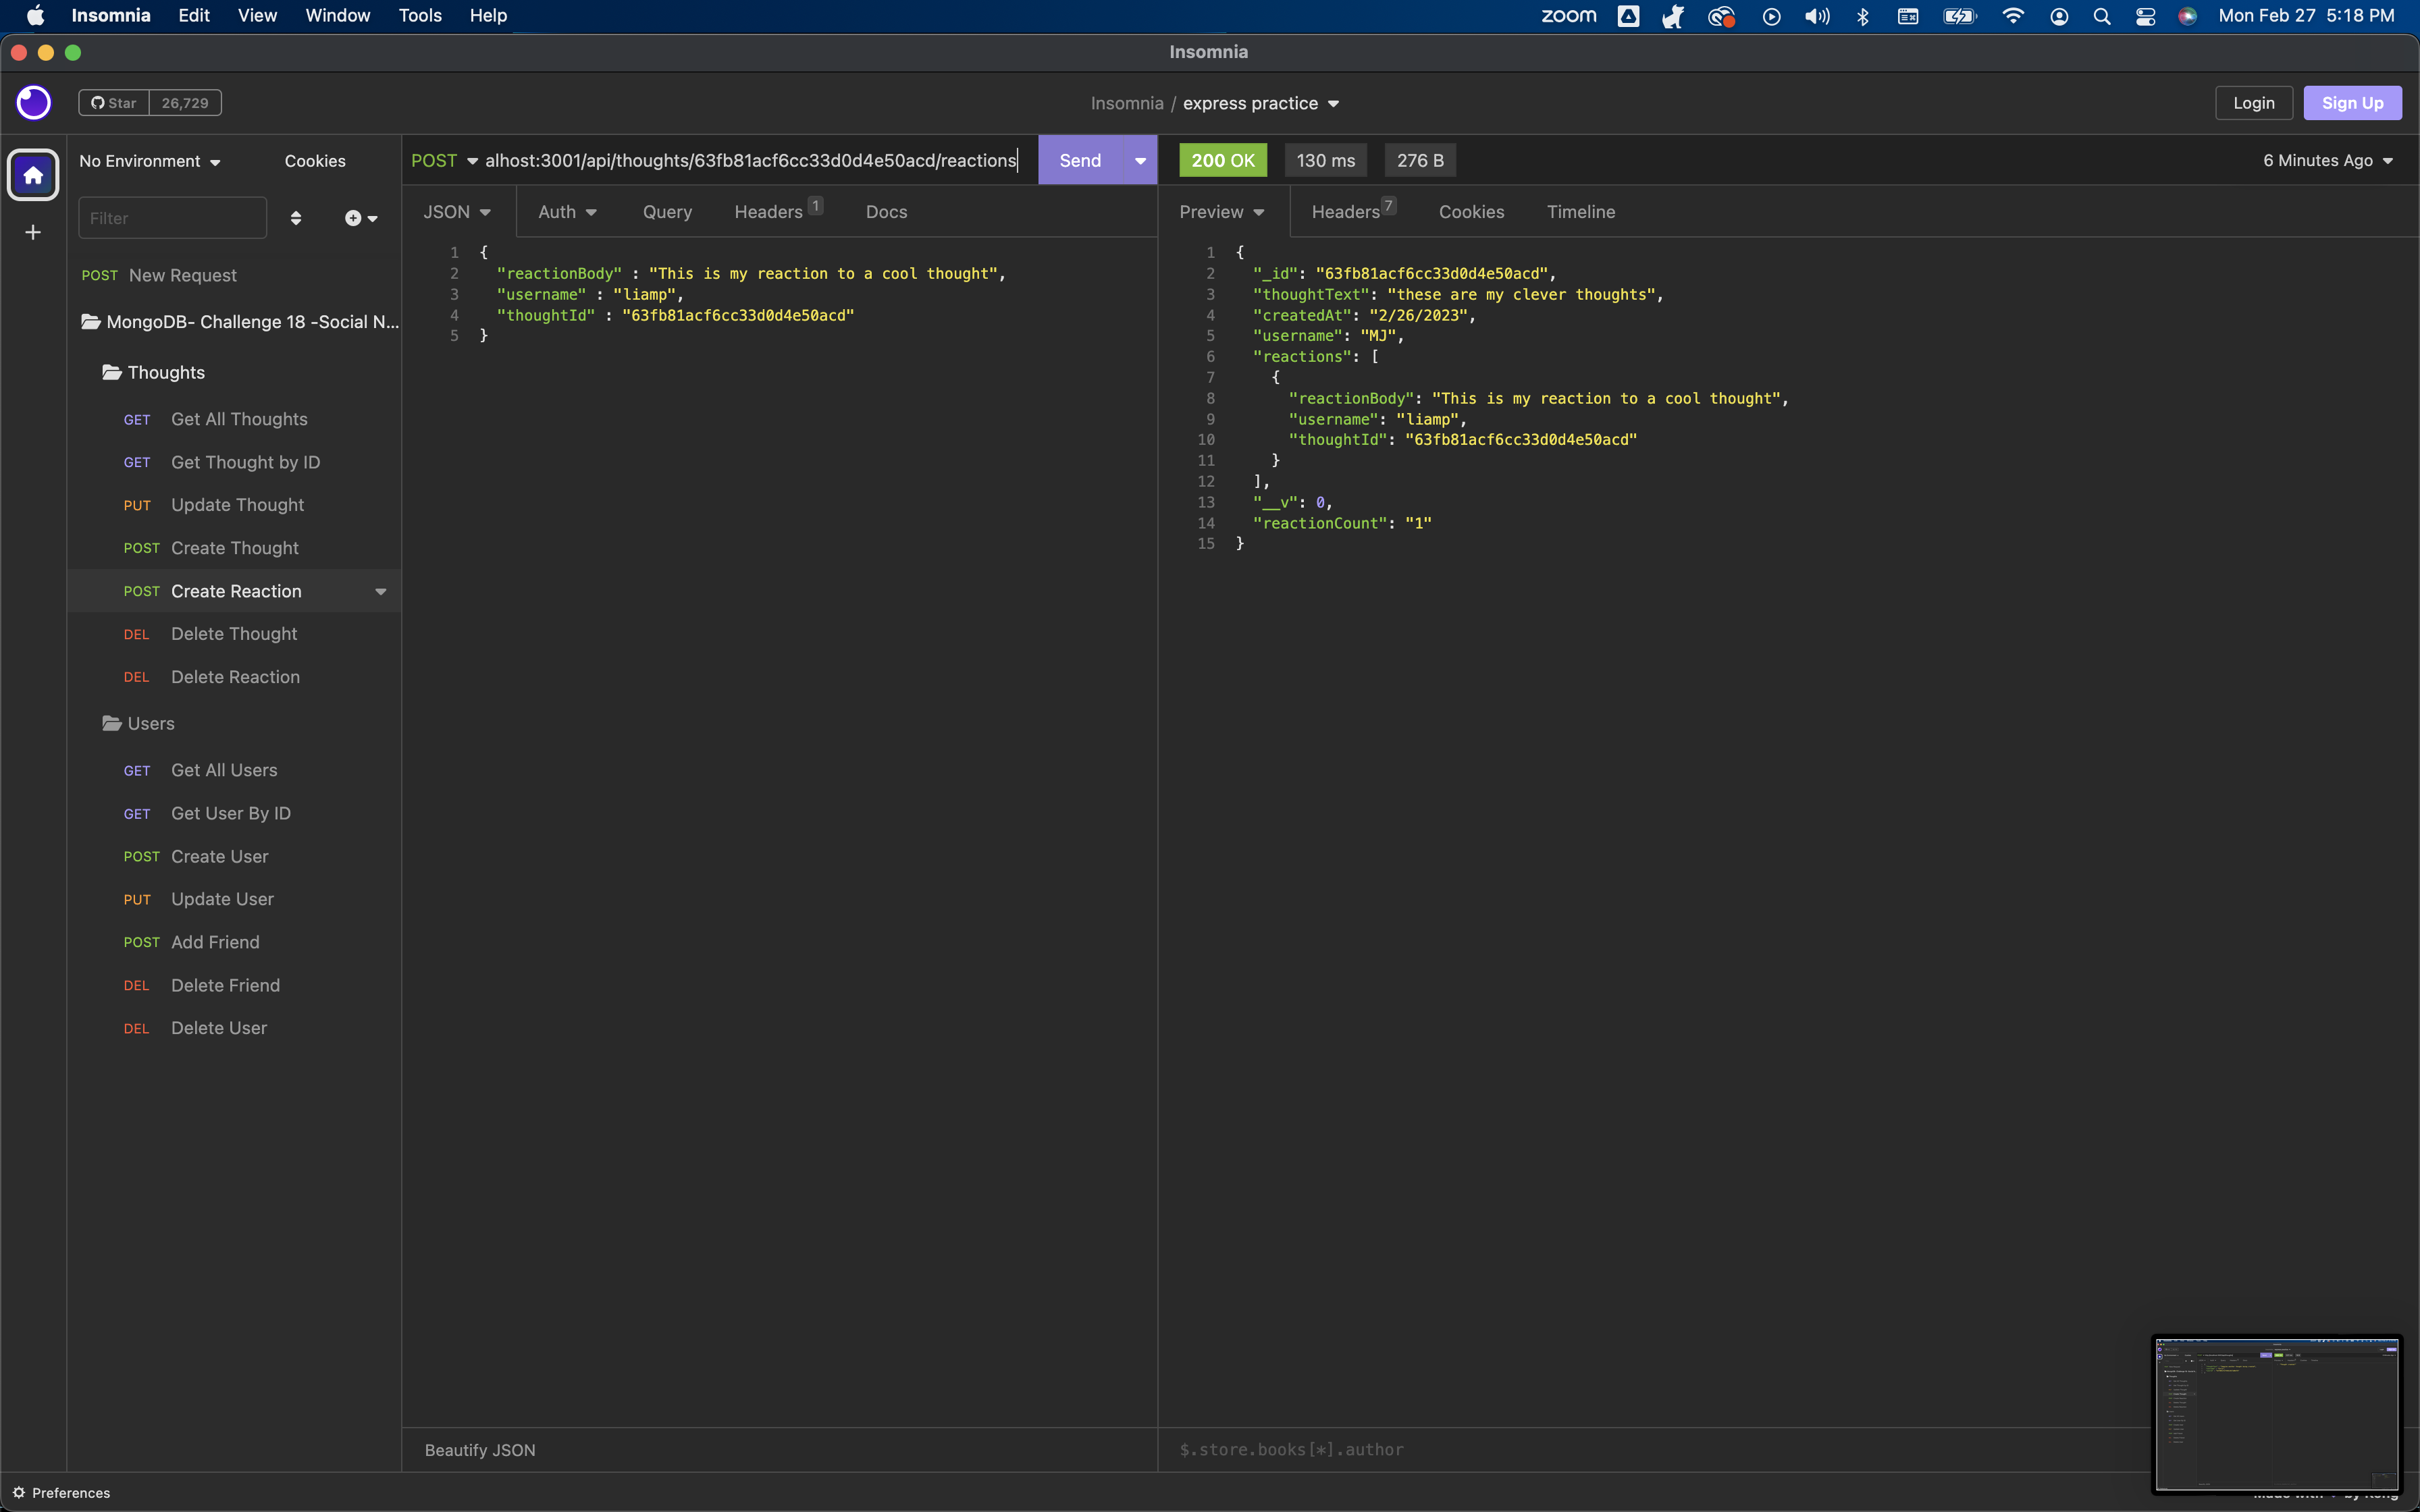 Insomnia Edit View Window Tools Help zoom Mon Feb 27 5:18 PM
Insomnia
Star 26,729 Insomnia / express practice Login Sign Up
No Environment Cookies
Filter
POST New Request
MongoDB- Challenge 18 -Social N...
Thoughts
GET Get All Thoughts
GET Get Thought by ID
PUT Update Thought
POST Create Thought
POST Create Reaction
DEL Delete Thought
DEL Delete Reaction
Users
GET Get All Users
GET Get User By ID
POST Create User
PUT Update User
POST Add Friend
DEL Delete Friend
DEL Delete User
POST alhost:3001/api/thoughts/63fb81acf6cc33d0d4e50acd/reactions Send
JSON Auth Query Headers 1 Docs
1 {
2 "reactionBody" : "This is my reaction to a cool thought",
3 "username" : "liamp",
4 "thoughtId" : "63fb81acf6cc33d0d4e50acd"
5 }
Beautify JSON
200 OK 130 ms 276 B 6 Minutes Ago
Preview Headers 7 Cookies Timeline
1 {
2 "_id": "63fb81acf6cc33d0d4e50acd",
3 "thoughtText": "these are my clever thoughts",
4 "createdAt": "2/26/2023",
5 "username": "MJ",
6 "reactions": [
7 {
8 "reactionBody": "This is my reaction to a cool thought",
9 "username": "liamp",
10 "thoughtId": "63fb81acf6cc33d0d4e50acd"
11 }
12 ],
13 "__v": 0,
14 "reactionCount": "1"
15 }
$.store.books[*].author
Preferences